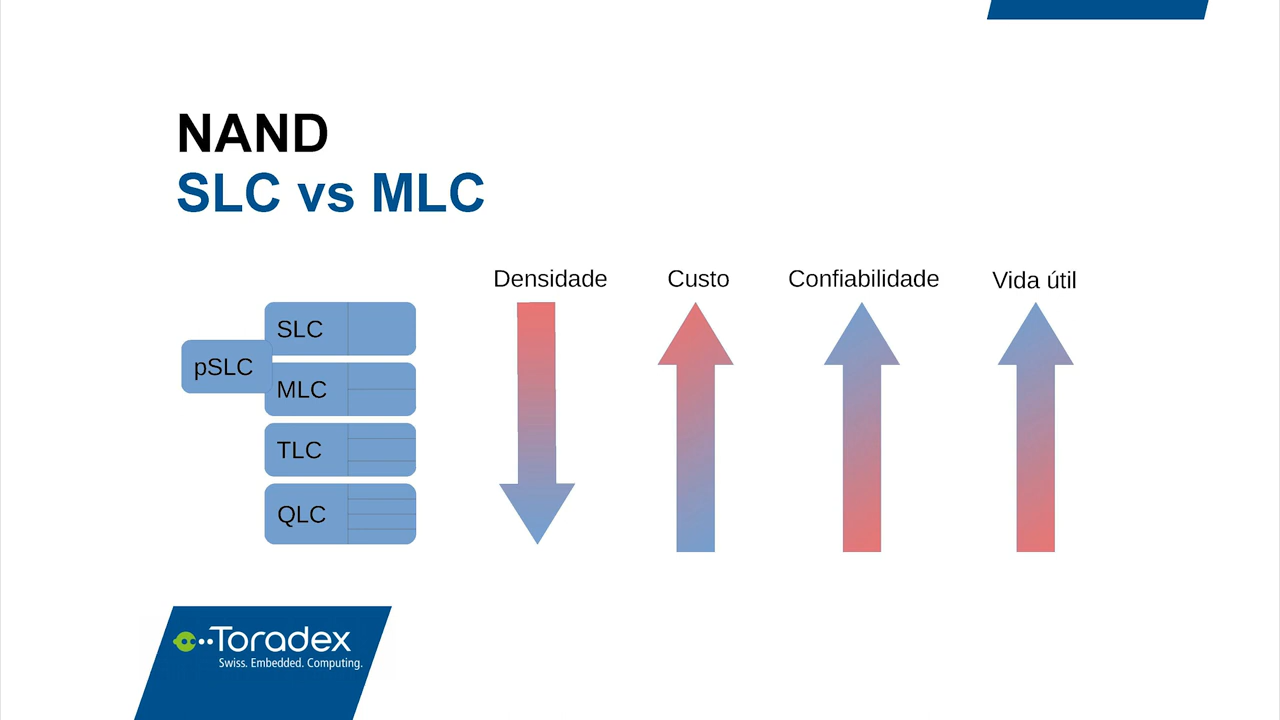 NAND
SLC vs MLC
Densidade
Custo
Confiabilidade
Vida útil
SLC
pSLC
MLC
TLC
QLC
Toradex
Swiss. Embedded. Computing.